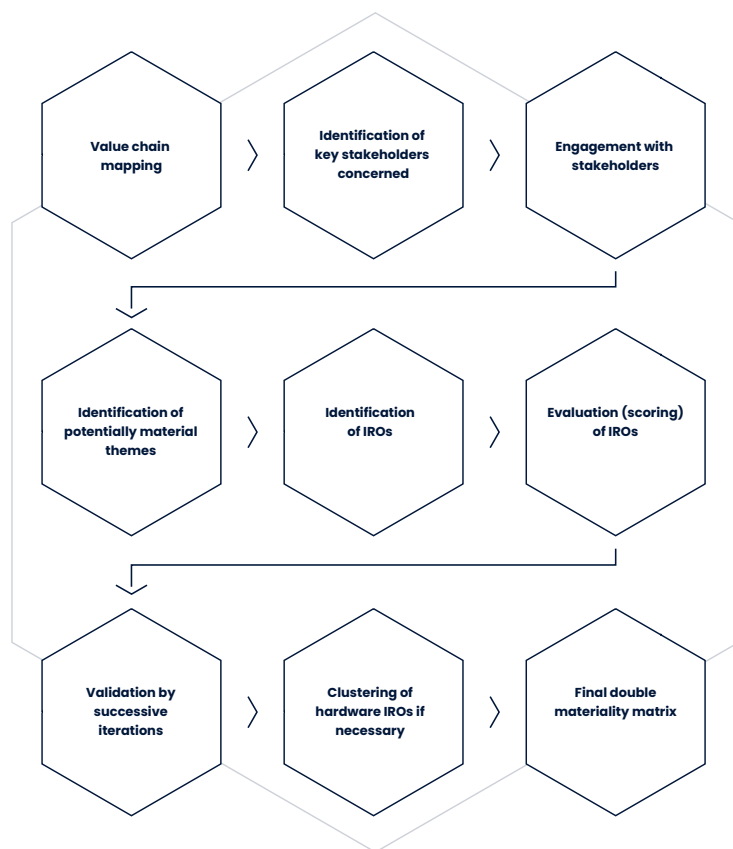 Value chain
mapping
Identification of
key stakeholders
concerned
Engagement with
stakeholders
Identification of
potentially material
themes
Identification
of IROs
Evaluation (scoring)
of IROs
Validation by
successive
iterations
Clustering of
hardware IROs if
necessary
Final double
materiality matrix